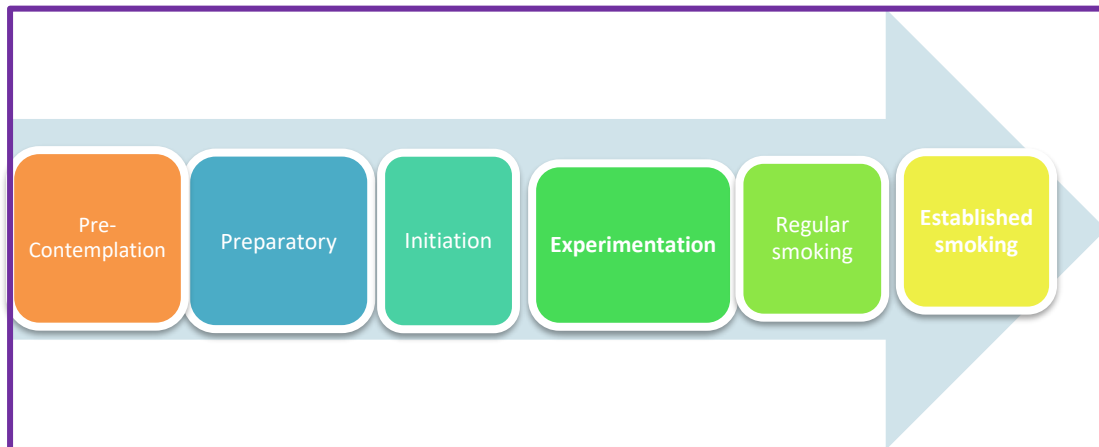 Pre-
Contemplation
Preparatory
Initiation
Experimentation
Regular
smoking
Established
smoking